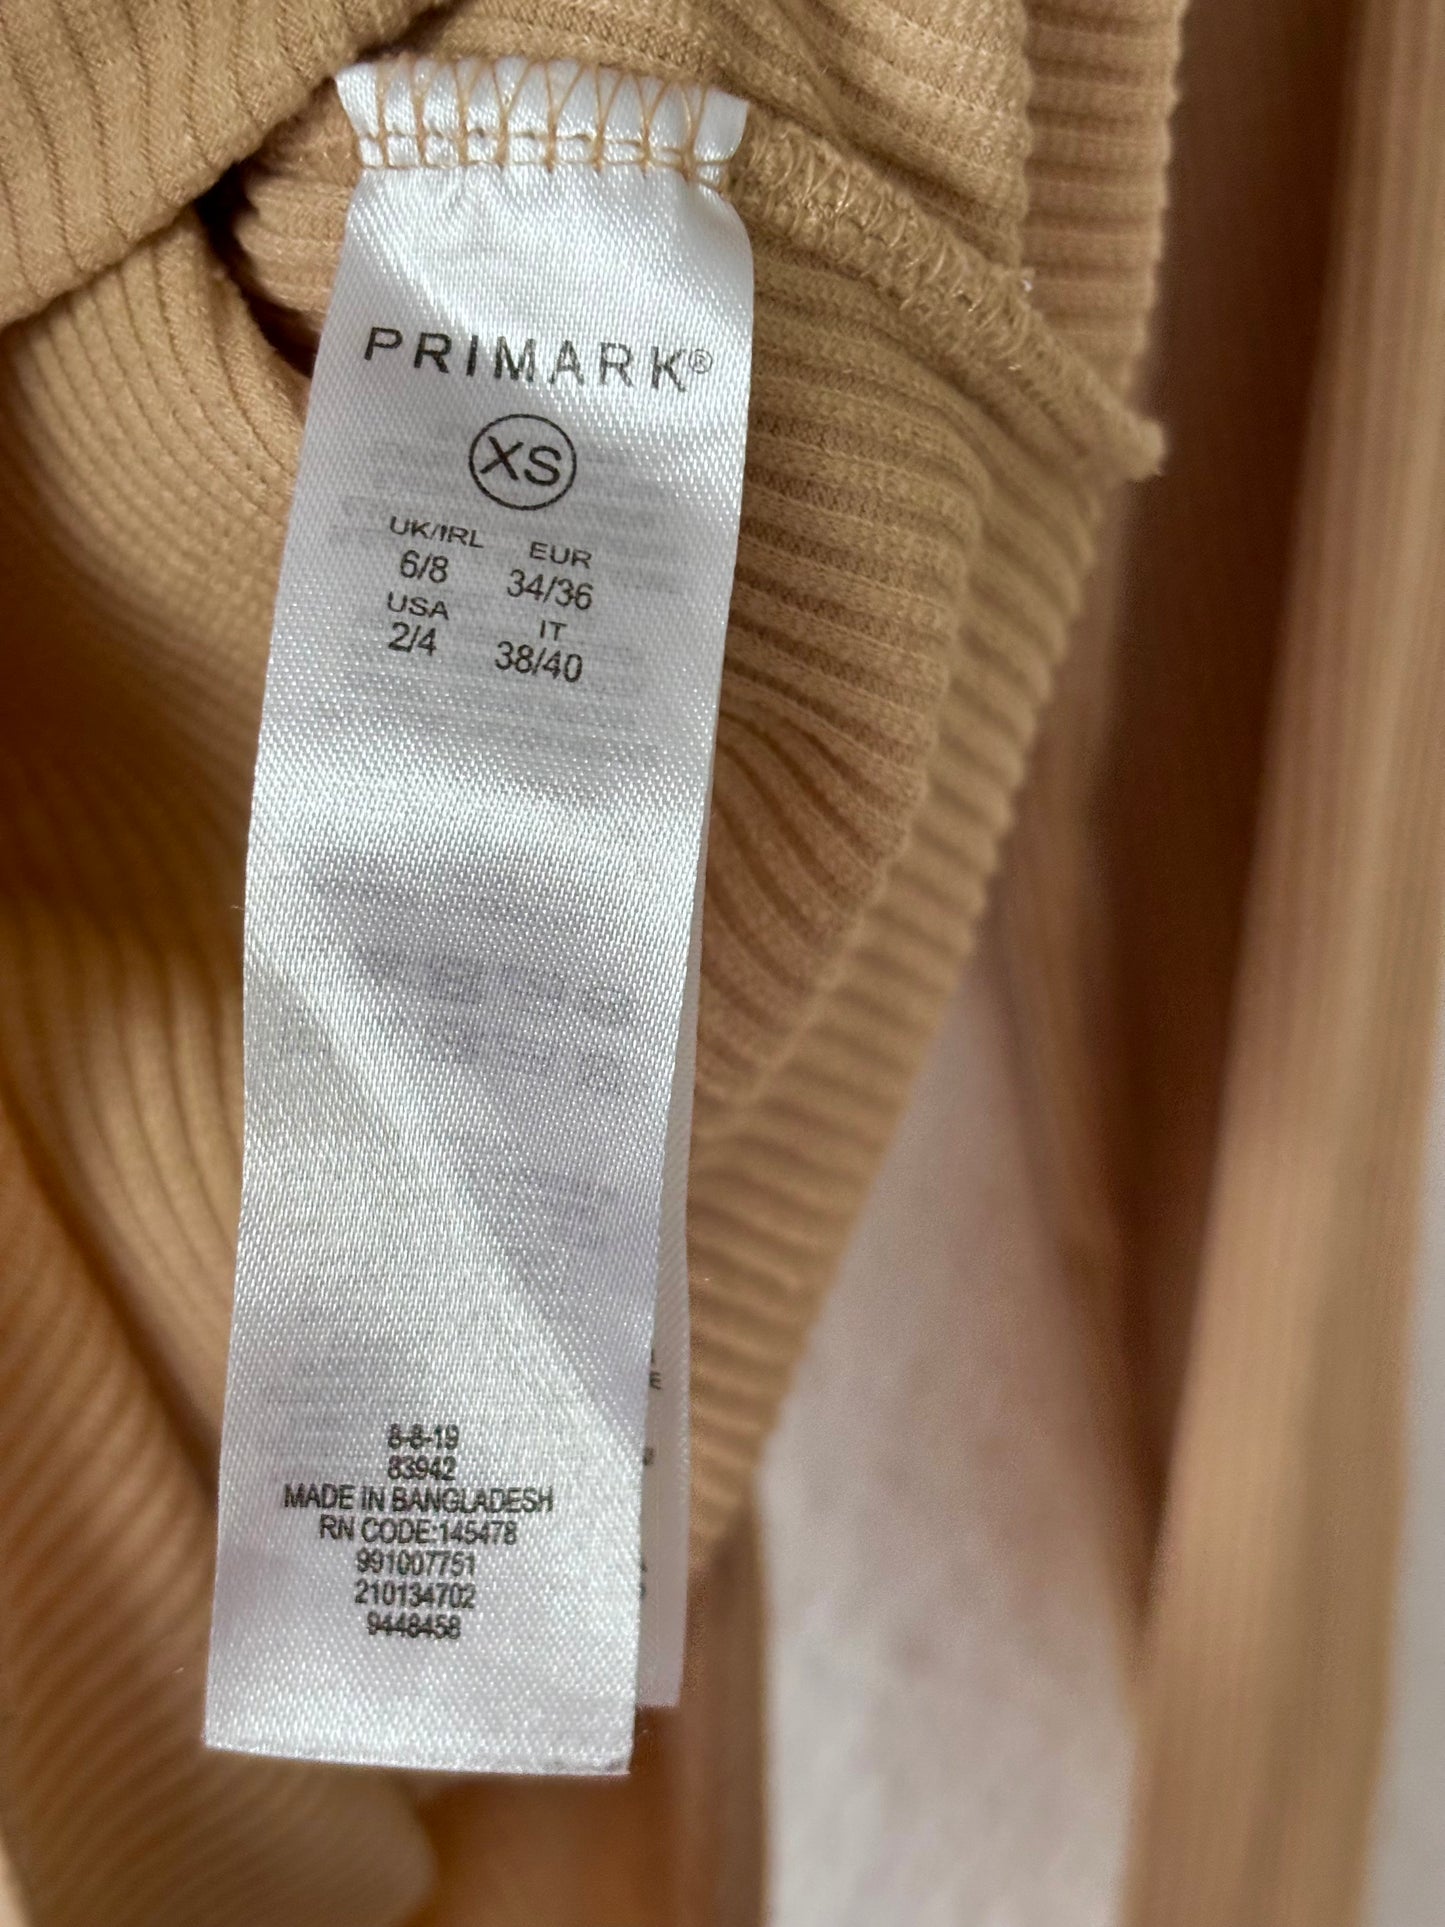 PRIMARK®
XS
UK/IRL EUR
6/8 34/36
USA IT
2/4 38/40
8-8-19
83942
MADE IN BANGLADESH
RN CODE:145478
991007751
210134702
9448458